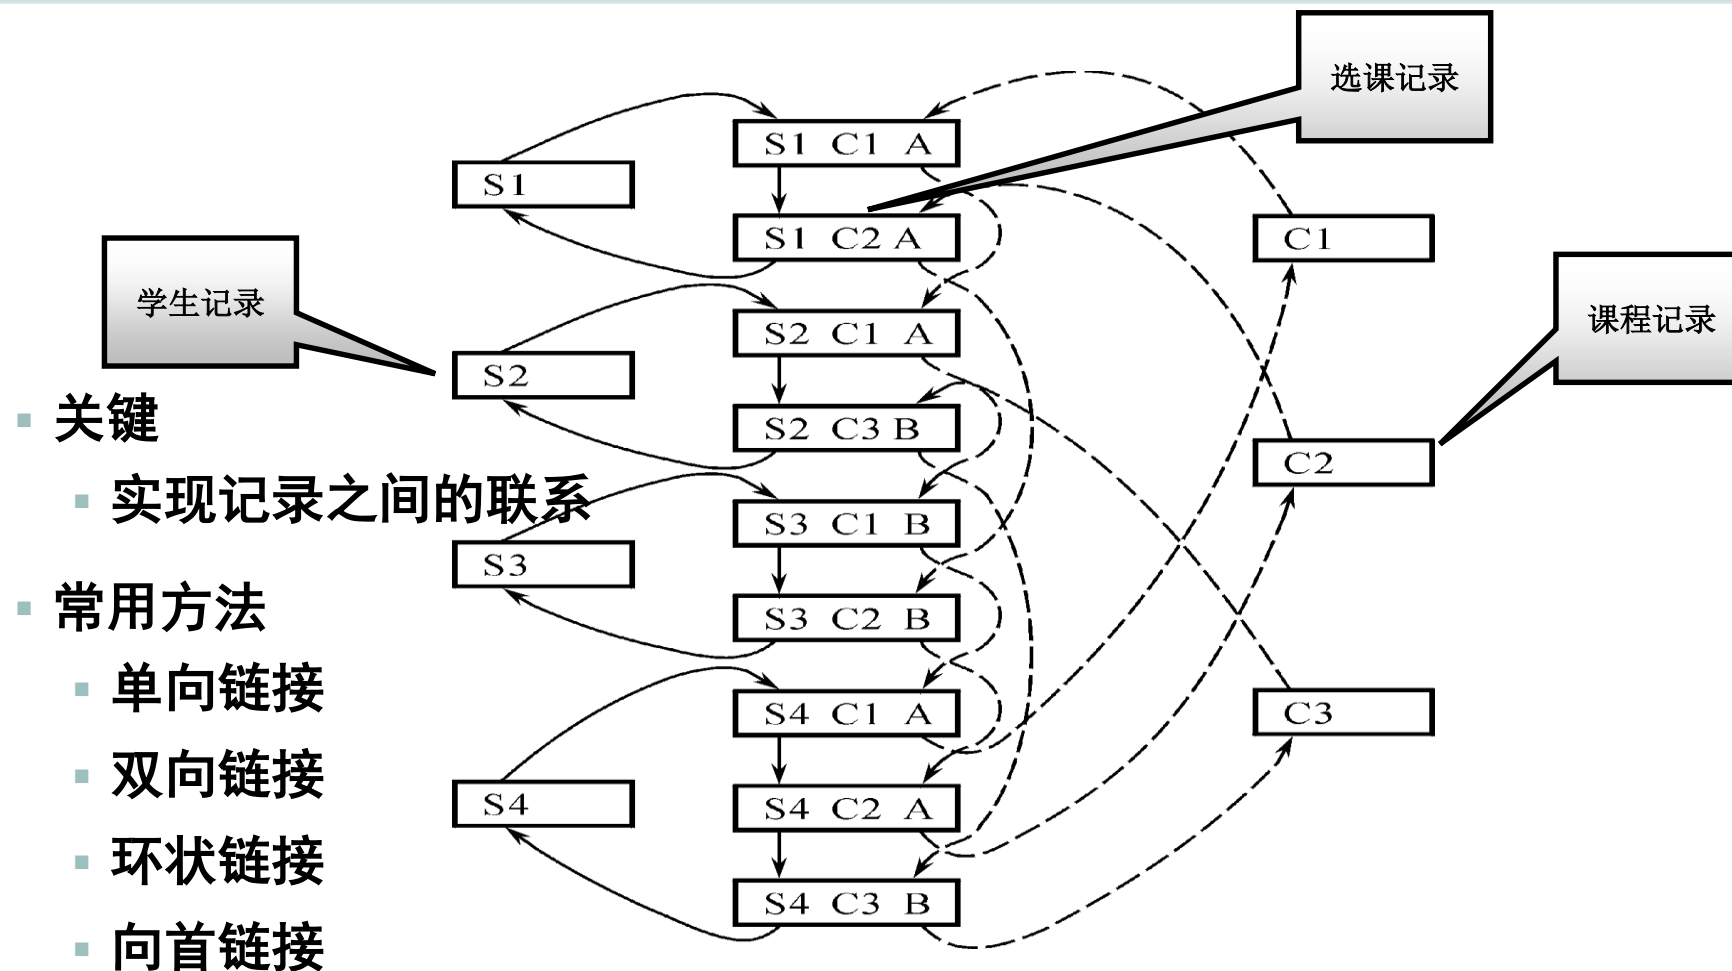 选课记录
S1 C1 A
S1
S1 C2 A
C1
学生记录
课程记录
S2 C1 A
S2
关键
S2 C3 B
C2
实现记录之间的联系
S3 C1 B
S3
常用方法
S3 C2 B
单向链接
S4 C1 A
C3
双向链接
S4
S4 C2 A
环状链接
S4 C3 B
向首链接